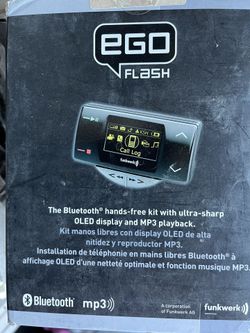 EGO
FLASH
Call Log
funkwerk
The Bluetooth® hands-free kit with ultra-sharp
OLED display and MP3 playback.
Kit manos libres con display OLED de alta
nitidez y reproductor MP3.
Installation de téléphonie en mains libres Bluetooth® à
affichage OLED d'une netteté optimale et fonction musique MP3.
Bluetooth®
mp3
A corporation
of Funkwerk AG
funkwerk